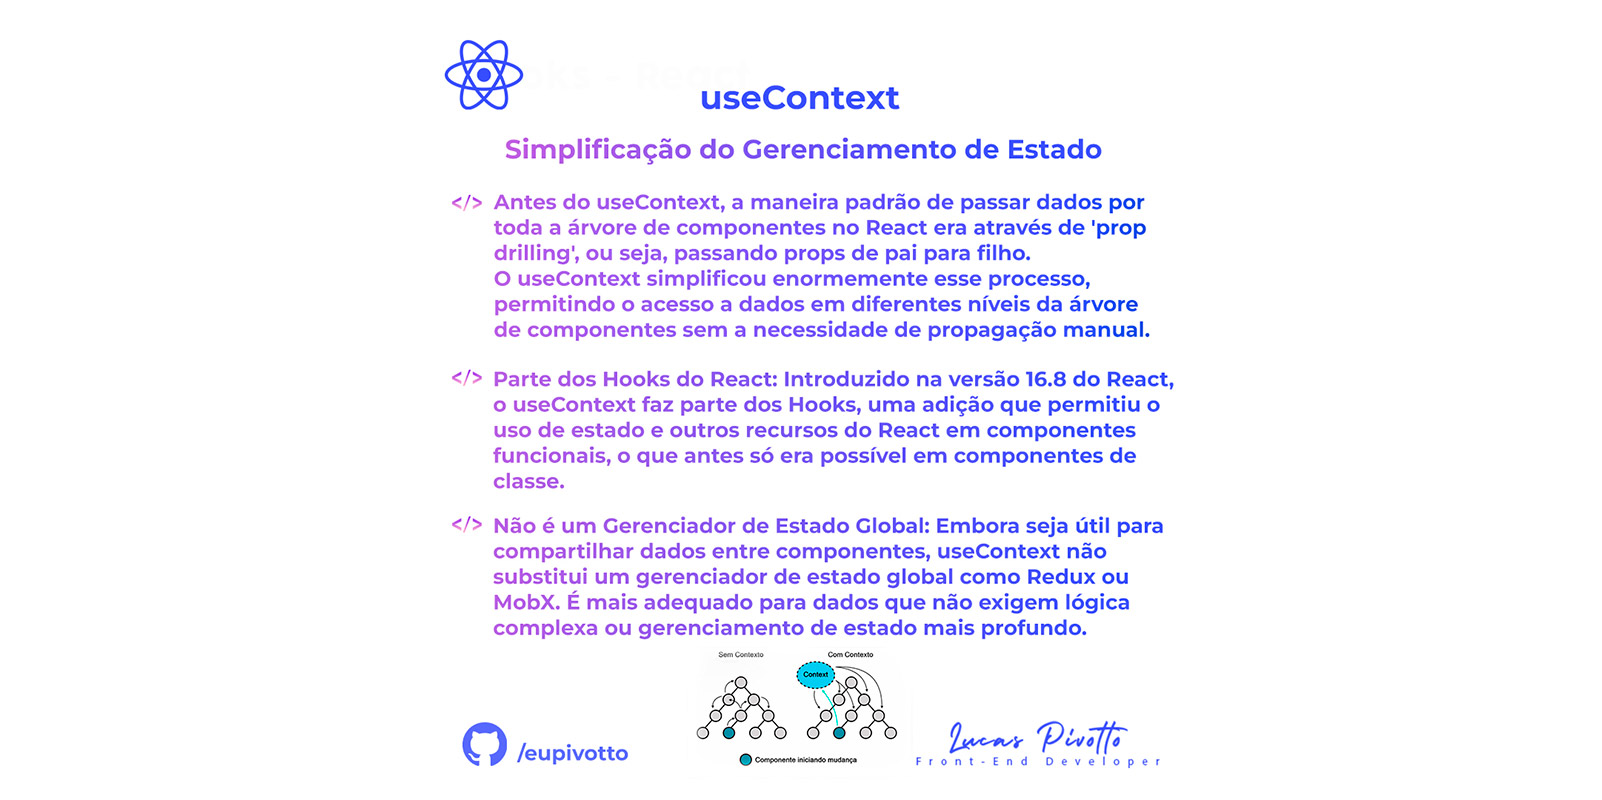 useContext
Simplificação do Gerenciamento de Estado
</> Antes do useContext, a maneira padrão de passar dados por
toda a árvore de componentes no React era através de 'prop
drilling', ou seja, passando props de pai para filho.
O useContext simplificou enormemente esse processo,
permitindo o acesso a dados em diferentes níveis da árvore
de componentes sem a necessidade de propagação manual.
</> Parte dos Hooks do React: Introduzido na versão 16.8 do React,
o useContext faz parte dos Hooks, uma adição que permitiu o
uso de estado e outros recursos do React em componentes
funcionais, o que antes só era possível em componentes de
classe.
</> Não é um Gerenciador de Estado Global: Embora seja útil para
compartilhar dados entre componentes, useContext não
substitui um gerenciador de estado global como Redux ou
MobX. É mais adequado para dados que não exigem lógica
complexa ou gerenciamento de estado mais profundo.
Sem Contexto
Com Contexto
Context
Componente iniciando mudança
/eupivotto
Lucas Pivotto
Front-End Developer